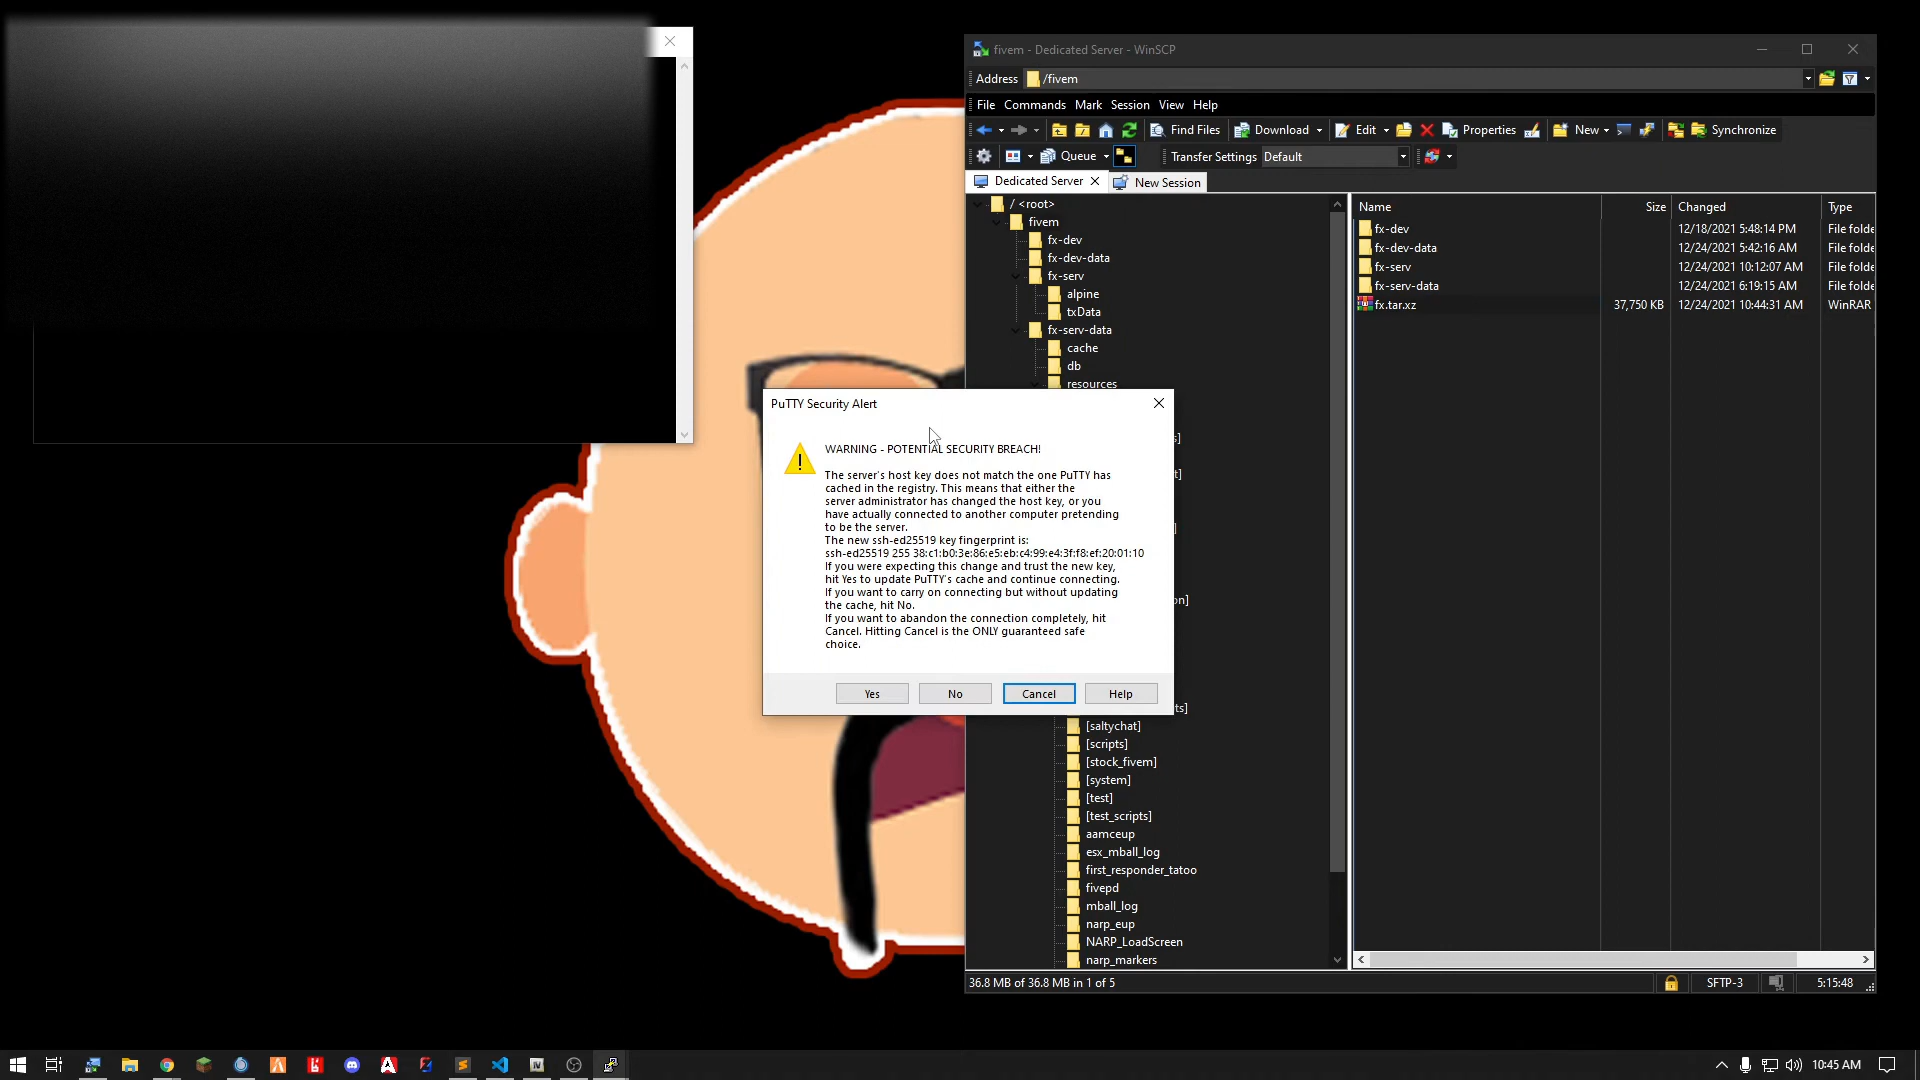 fivem - Dedicated Server - WinSCP
Address /fivem
File Commands Mark Session View Help
Find Files Download Edit Properties New Synchronize
Queue Transfer Settings Default
Dedicated Server New Session
/ <root>
fivem
fx-dev
fx-dev-data
fx-serv
alpine
txData
fx-serv-data
cache
db
resources
s]
t]
]
on]
ts]
[saltychat]
[scripts]
[stock_fivem]
[system]
[test]
[test_scripts]
aamceup
esx_mball_log
first_responder_tatoo
fivepd
mball_log
narp_eup
NARP_LoadScreen
narp_markers
Name Size Changed Type
fx-dev 12/18/2021 5:48:14 PM File folde
fx-dev-data 12/24/2021 5:42:16 AM File folde
fx-serv 12/24/2021 10:12:07 AM File folde
fx-serv-data 12/24/2021 6:19:15 AM File folde
fx.tar.xz 37,750 KB 12/24/2021 10:44:31 AM WinRAR
PuTTY Security Alert
WARNING - POTENTIAL SECURITY BREACH!
The server's host key does not match the one PuTTY has
cached in the registry. This means that either the
server administrator has changed the host key, or you
have actually connected to another computer pretending
to be the server.
The new ssh-ed25519 key fingerprint is:
ssh-ed25519 255 38:c1:b0:3e:86:e5:eb:c4:99:e4:3f:f8:ef:20:01:10
If you were expecting this change and trust the new key,
hit Yes to update PuTTY's cache and continue connecting.
If you want to carry on connecting but without updating
the cache, hit No.
If you want to abandon the connection completely, hit
Cancel. Hitting Cancel is the ONLY guaranteed safe
choice.
Yes No Cancel Help
36.8 MB of 36.8 MB in 1 of 5 SFTP-3 5:15:48
10:45 AM